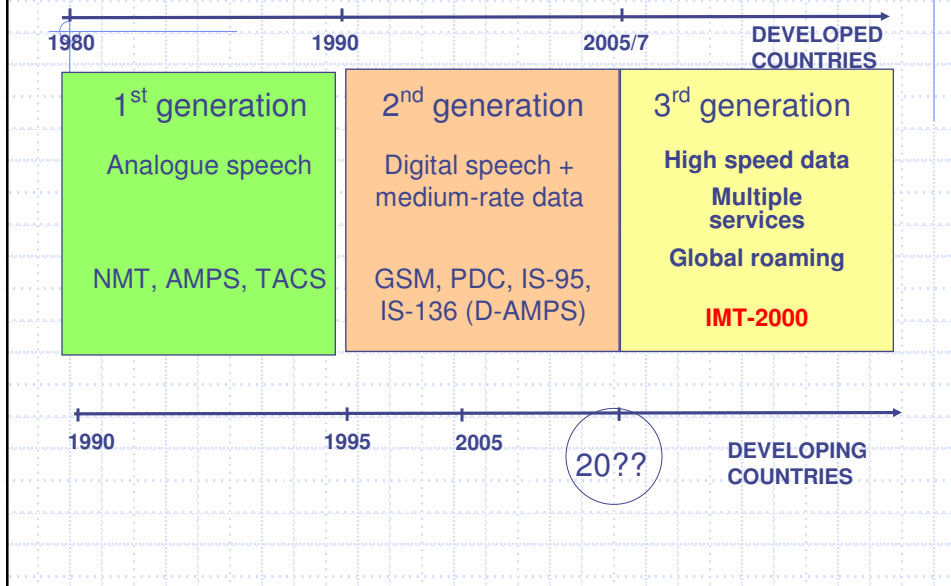 1980
1990
2005/7
DEVELOPED
COUNTRIES
1st generation
Analogue speech
NMT, AMPS, TACS
2nd generation
Digital speech +
medium-rate data
GSM, PDC, IS-95,
IS-136 (D-AMPS)
3rd generation
High speed data
Multiple
services
Global roaming
IMT-2000
1990
1995
2005
20??
DEVELOPING
COUNTRIES